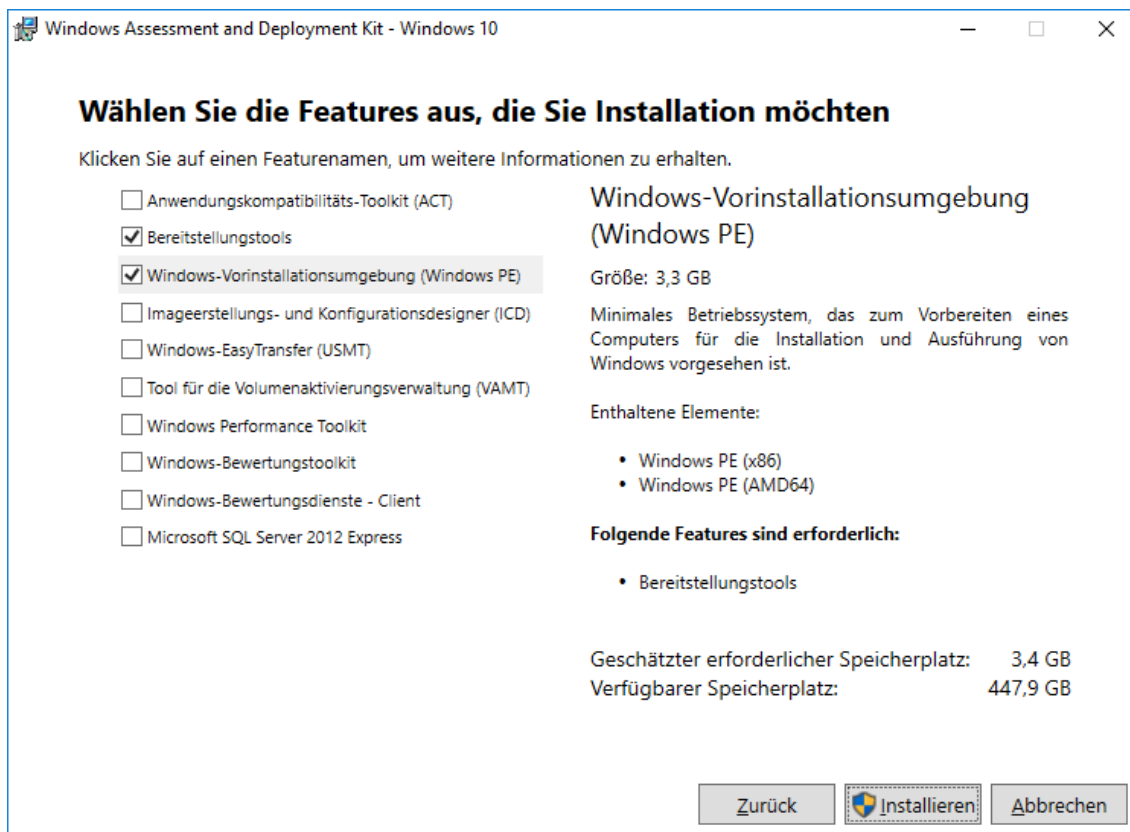 Windows Assessment and Deployment Kit - Windows 10
Wählen Sie die Features aus, die Sie Installation möchten
Klicken Sie auf einen Featurenamen, um weitere Informationen zu erhalten.
Anwendungskompatibilitäts-Toolkit (ACT)
Bereitstellungstools
Windows-Vorinstallationsumgebung (Windows PE)
Imageerstellungs- und Konfigurationsdesigner (ICD)
Windows-EasyTransfer (USMT)
Tool für die Volumenaktivierungsverwaltung (VAMT)
Windows Performance Toolkit
Windows-Bewertungstoolkit
Windows-Bewertungsdienste - Client
Microsoft SQL Server 2012 Express
Windows-Vorinstallationsumgebung
(Windows PE)
Größe: 3,3 GB
Minimales Betriebssystem, das zum Vorbereiten eines
Computers für die Installation und Ausführung von
Windows vorgesehen ist.
Enthaltene Elemente:
• Windows PE (x86)
• Windows PE (AMD64)
Folgende Features sind erforderlich:
• Bereitstellungstools
Geschätzter erforderlicher Speicherplatz: 3,4 GB
Verfügbarer Speicherplatz: 447,9 GB
Zurück
Installieren
Abbrechen